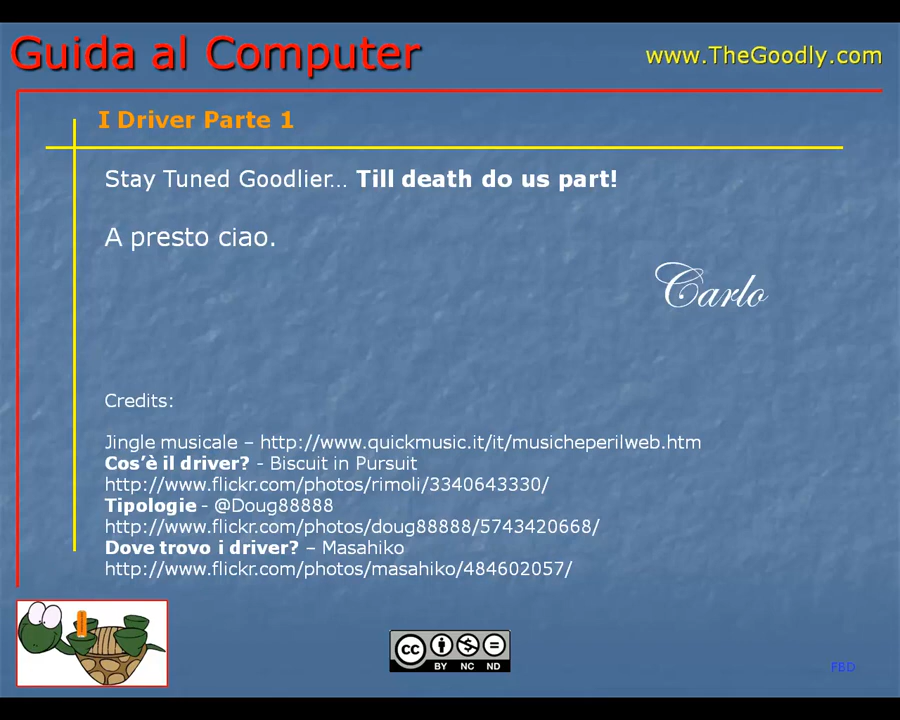 Guida al Computer
www.TheGoodly.com
I Driver Parte 1
Stay Tuned Goodlier... Till death do us part!
A presto ciao.
Carlo
Credits:
Jingle musicale – http://www.quickmusic.it/it/musicheperilweb.htm
Cos’è il driver? - Biscuit in Pursuit
http://www.flickr.com/photos/rimoli/3340643330/
Tipologie - @Doug88888
http://www.flickr.com/photos/doug88888/5743420668/
Dove trovo i driver? – Masahiko
http://www.flickr.com/photos/masahiko/484602057/
cc
BY NC ND
FBD